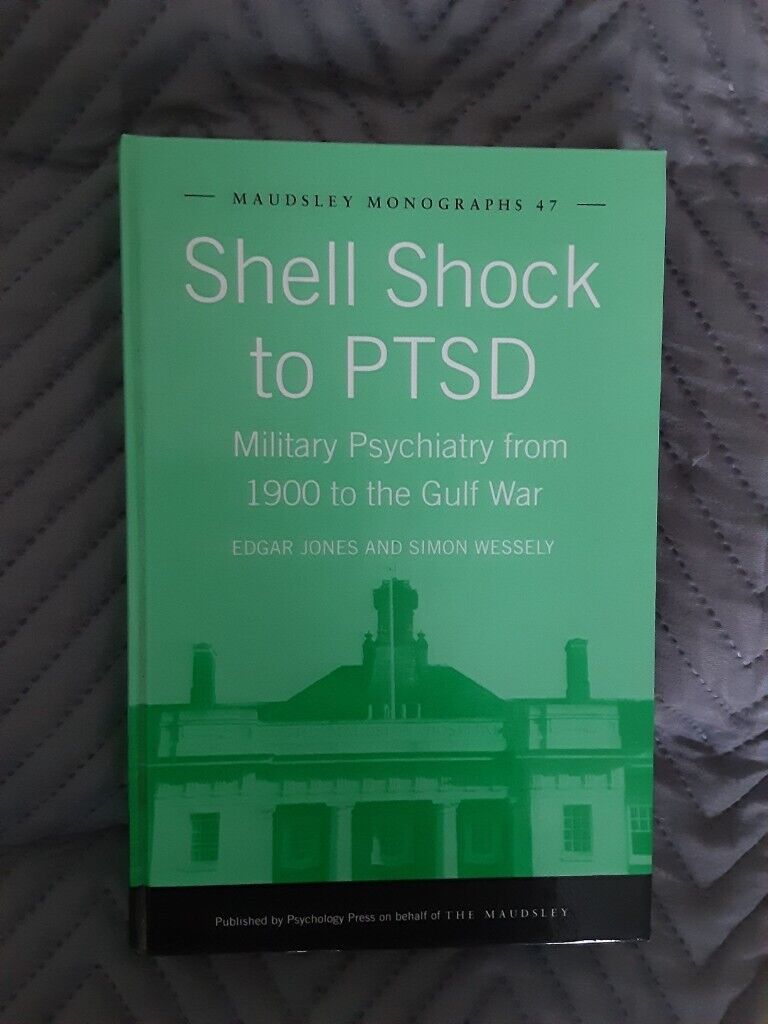 MAUDSLEY MONOGRAPHS 47
Shell Shock
to PTSD
Military Psychiatry from
1900 to the Gulf War
EDGAR JONES AND SIMON WESSELY
Published by Psychology Press on behalf of THE MAUDSLEY